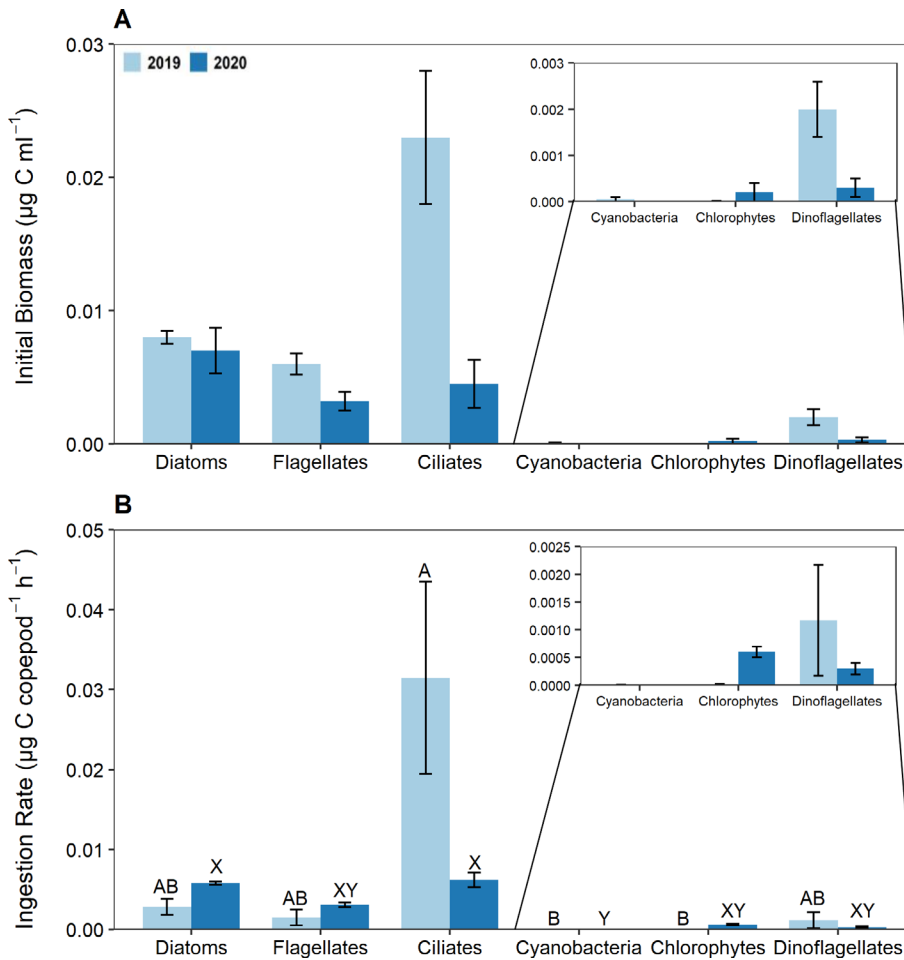 A
Initial Biomass (µg C ml⁻¹)
0.03
0.02
0.01
0.00
2019 2020
0.003
0.002
0.001
0.000
Cyanobacteria Chlorophytes Dinoflagellates
Diatoms Flagellates Ciliates Cyanobacteria Chlorophytes Dinoflagellates
B
Ingestion Rate (µg C copepod⁻¹ h⁻¹)
0.05
0.04
0.03
0.02
0.01
0.00
0.0025
0.0020
0.0015
0.0010
0.0005
0.0000
Cyanobacteria Chlorophytes Dinoflagellates
A
AB X AB XY X B Y B XY AB XY
Diatoms Flagellates Ciliates Cyanobacteria Chlorophytes Dinoflagellates